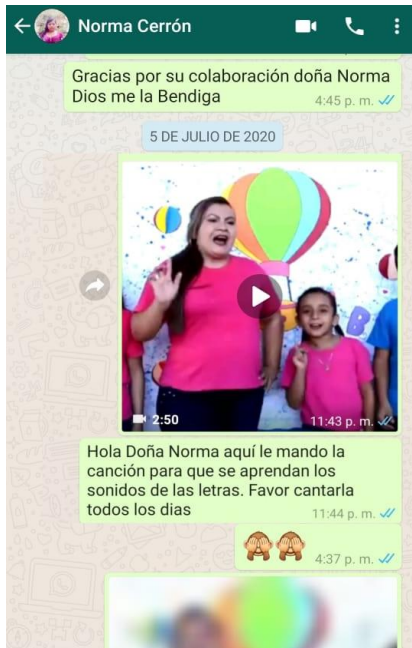 Norma Cerrón
Gracias por su colaboración doña Norma
Dios me la Bendiga
4:45 p. m.
5 DE JULIO DE 2020
2:50
11:43 p. m.
Hola Doña Norma aquí le mando la
canción para que se aprendan los
sonidos de las letras. Favor cantarla
todos los dias
11:44 p. m.
4:37 p. m.